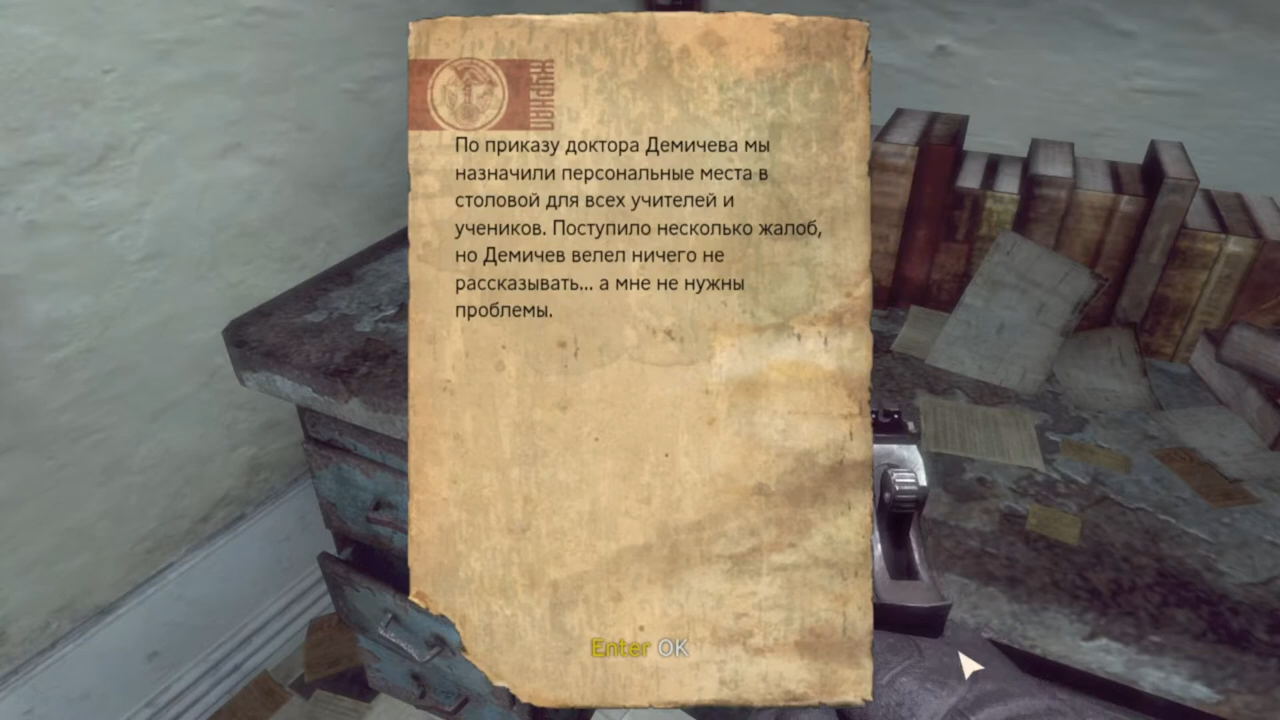 ЖУРНАЛ
По приказу доктора Демичева мы
назначили персональные места в
столовой для всех учителей и
учеников. Поступило несколько жалоб,
но Демичев велел ничего не
рассказывать... а мне не нужны
проблемы.
Enter OK